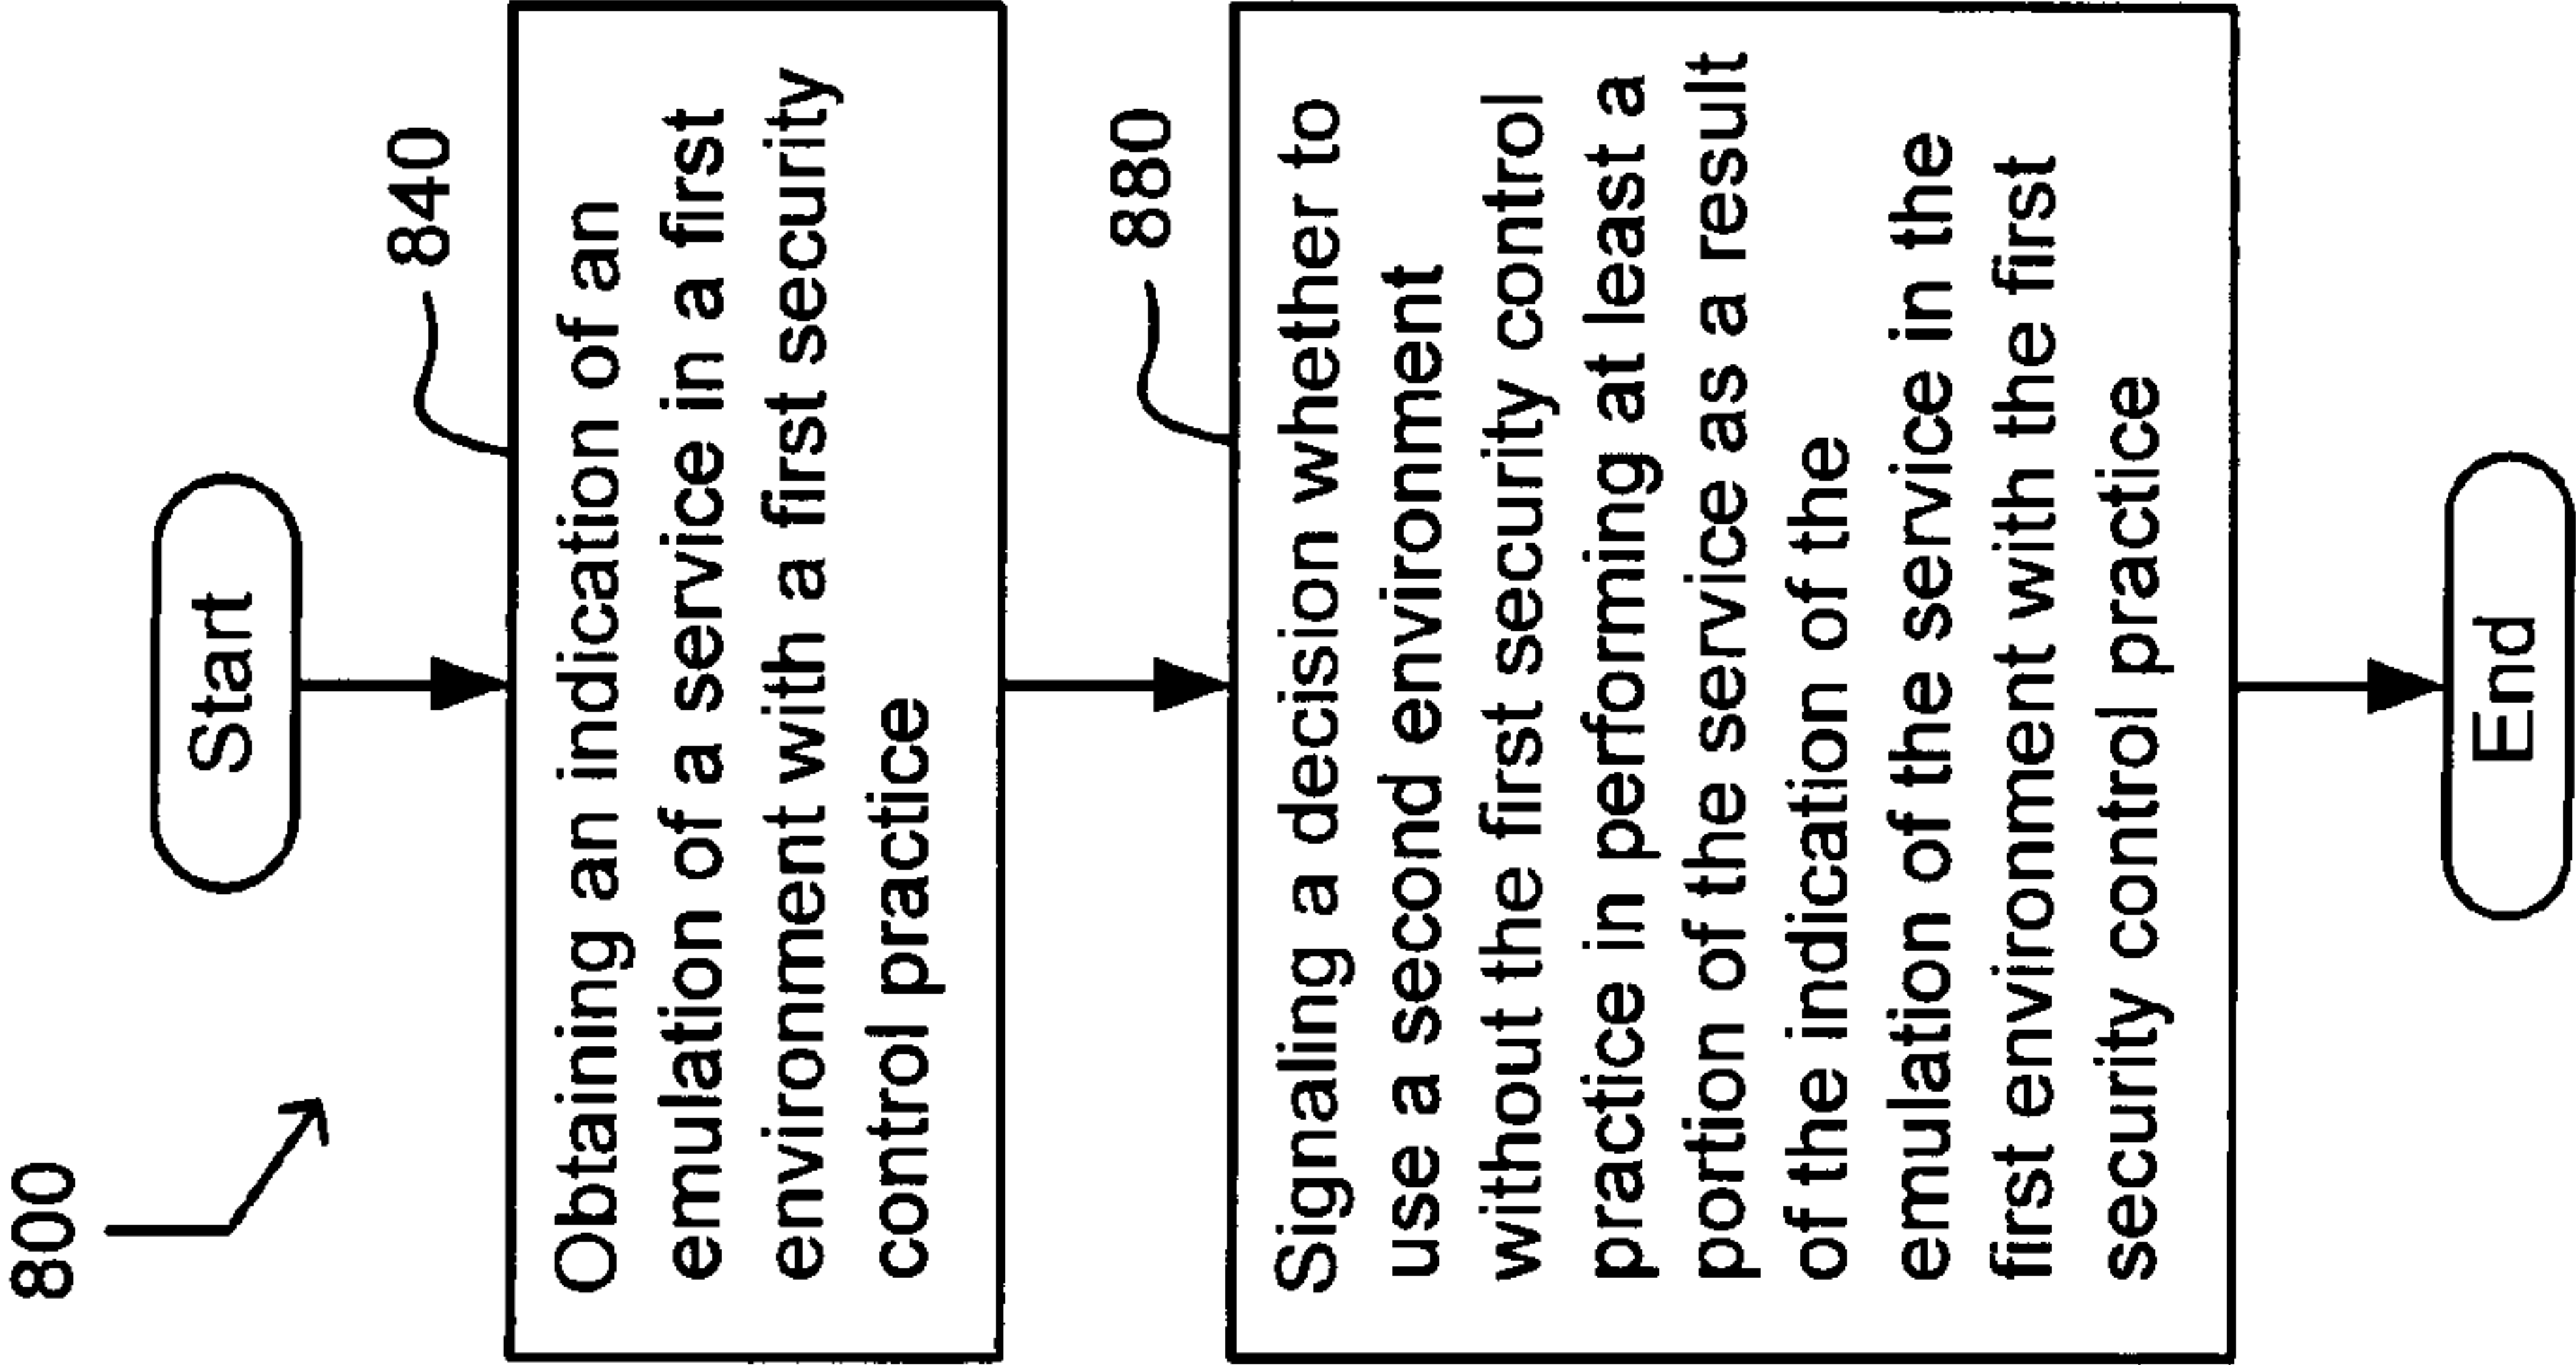 800
Start
840
Obtaining an indication of an
emulation of a service in a first
environment with a first security
control practice
880
Signaling a decision whether to
use a second environment
without the first security control
practice in performing at least a
portion of the service as a result
of the indication of the
emulation of the service in the
first environment with the first
security control practice
End